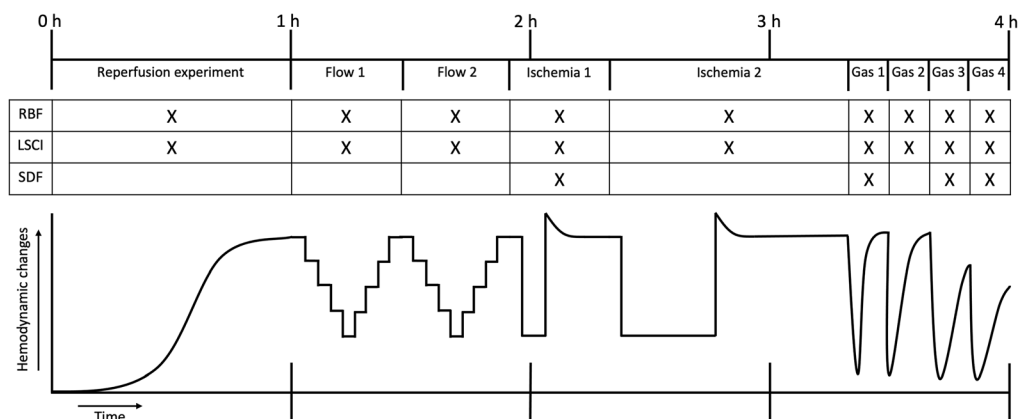 0 h 1 h 2 h 3 h 4 h
Reperfusion experiment Flow 1 Flow 2 Ischemia 1 Ischemia 2 Gas 1 Gas 2 Gas 3 Gas 4
RBF X X X X X X X X X
LSCI X X X X X X X X X
SDF X X X X
Hemodynamic changes
Time